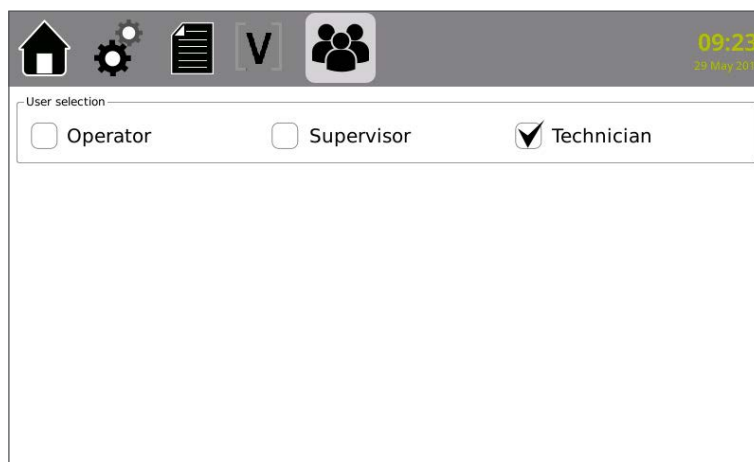 [V]
09:23
29 May 201
User selection
Operator
Supervisor
Technician